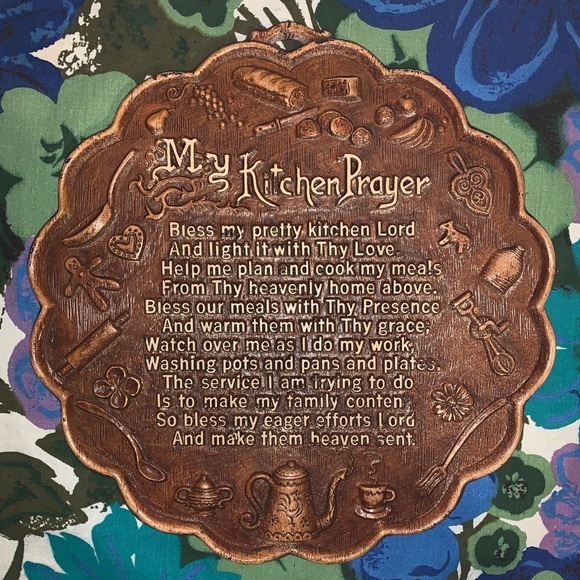 My Kitchen Prayer
Bless my pretty kitchen Lord
And light it with Thy Love.
Help me plan and cook my meals
From Thy heavenly home above.
Bless our meals with Thy Presence
And warm them with Thy grace;
Watch over me as I do my work,
Washing pots and pans and plates.
The service I am trying to do
Is to make my family content
So bless my eager efforts Lord
And make them heaven sent.